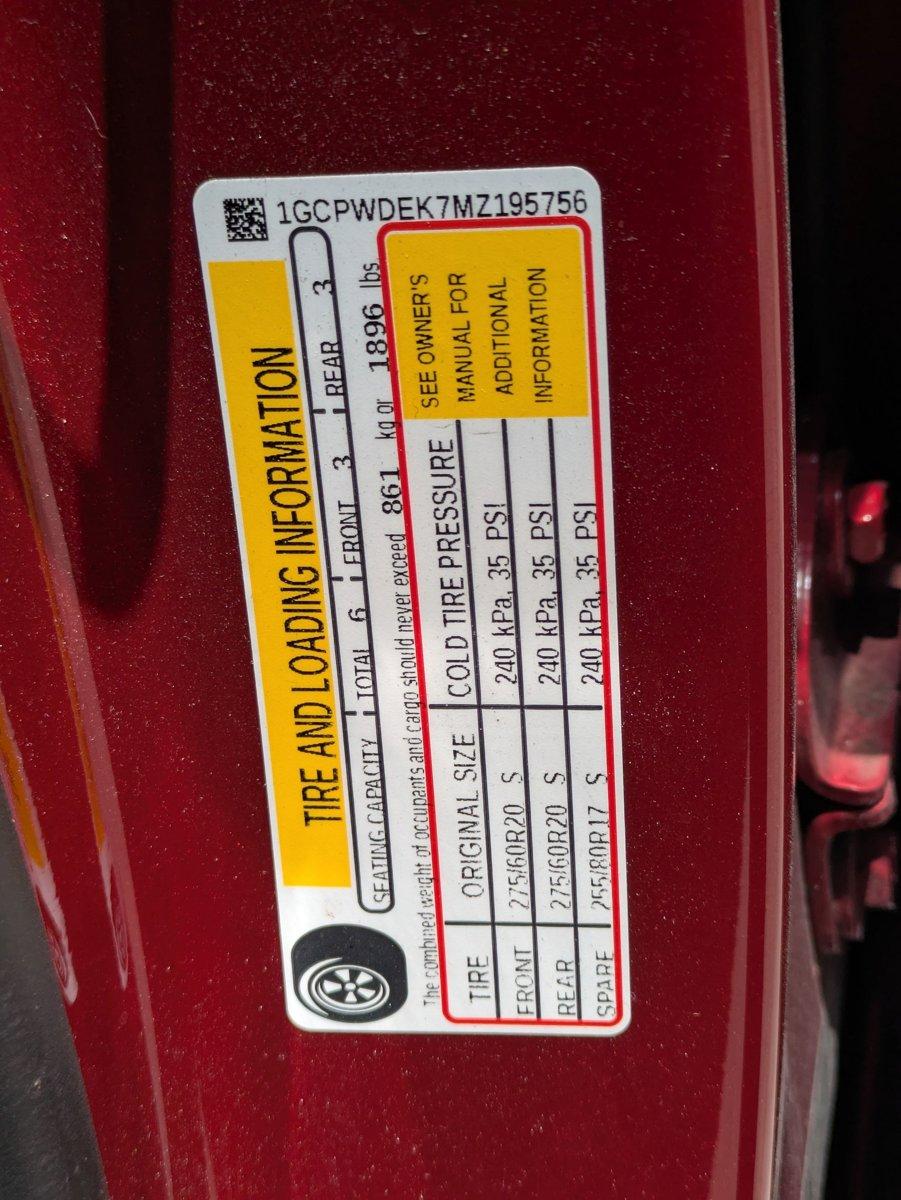 1GCPWDEK7MZ195756
TIRE AND LOADING INFORMATION
SEATING CAPACITY TOTAL 6 FRONT 3 REAR 3
The combined weight of occupants and cargo should never exceed 861 kg or 1896 lbs
TIRE ORIGINAL SIZE COLD TIRE PRESSURE
FRONT 275/60R20 S 240 kPa, 35 PSI
REAR 275/60R20 S 240 kPa, 35 PSI
SPARE 255/80R17 S 240 kPa, 35 PSI
SEE OWNER'S
MANUAL FOR
ADDITIONAL
INFORMATION